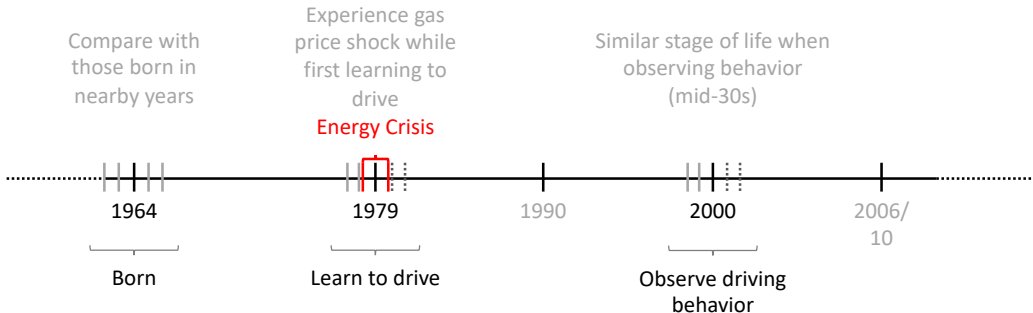 Compare with
those born in
nearby years
Experience gas
price shock while
first learning to
drive
Energy Crisis
Similar stage of life when
observing behavior
(mid-30s)
1964
1979
1990
2000
2006/
10
Born
Learn to drive
Observe driving
behavior